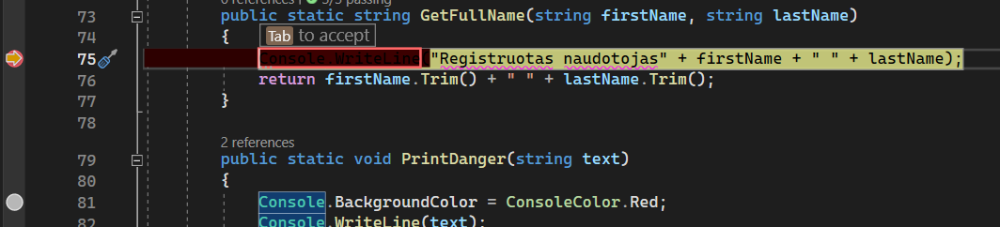 0 references | 3/3 passing
73 public static string GetFullName(string firstName, string lastName)
74 {
Tab to accept
75 Console.WriteLine("Registruotas naudotojas" + firstName + " " + lastName);
76 return firstName.Trim() + " " + lastName.Trim();
77 }
78
2 references
79 public static void PrintDanger(string text)
80 {
81 Console.BackgroundColor = ConsoleColor.Red;
82 Console.WriteLine(text);